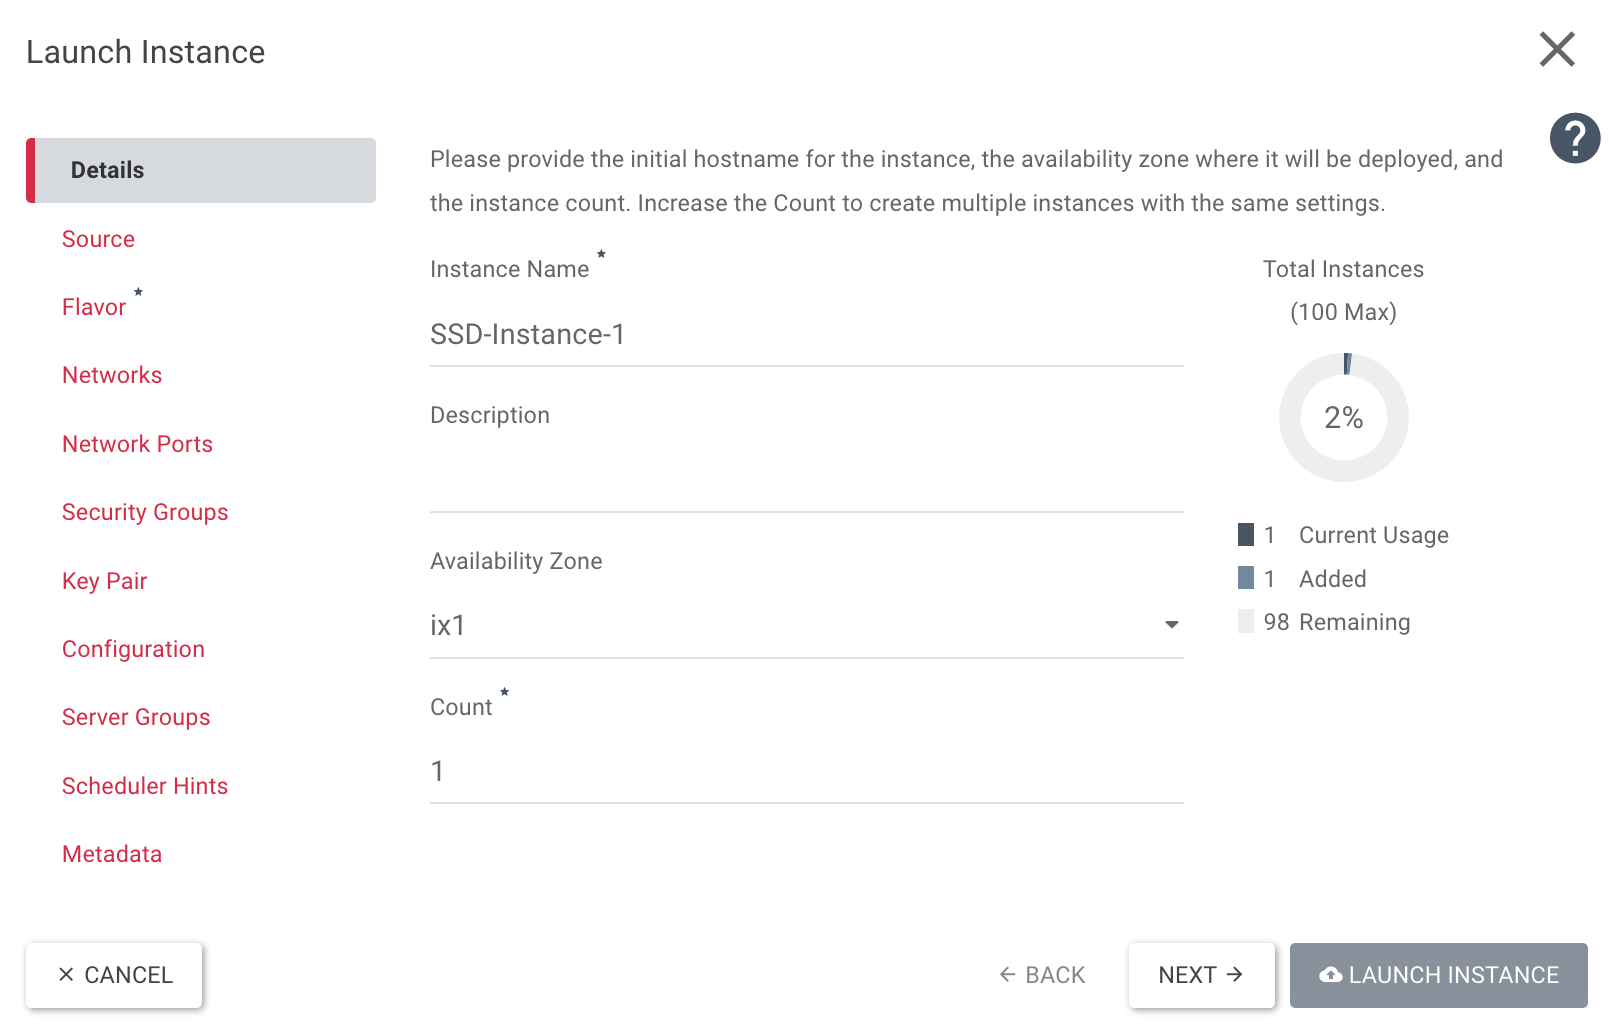 Launch Instance
Details
Source
Flavor *
Networks
Network Ports
Security Groups
Key Pair
Configuration
Server Groups
Scheduler Hints
Metadata
Please provide the initial hostname for the instance, the availability zone where it will be deployed, and
the instance count. Increase the Count to create multiple instances with the same settings.
Instance Name *
SSD-Instance-1
Description
Availability Zone
ix1
Count *
1
Total Instances
(100 Max)
2%
1 Current Usage
1 Added
98 Remaining
× CANCEL
← BACK
NEXT →
LAUNCH INSTANCE
?